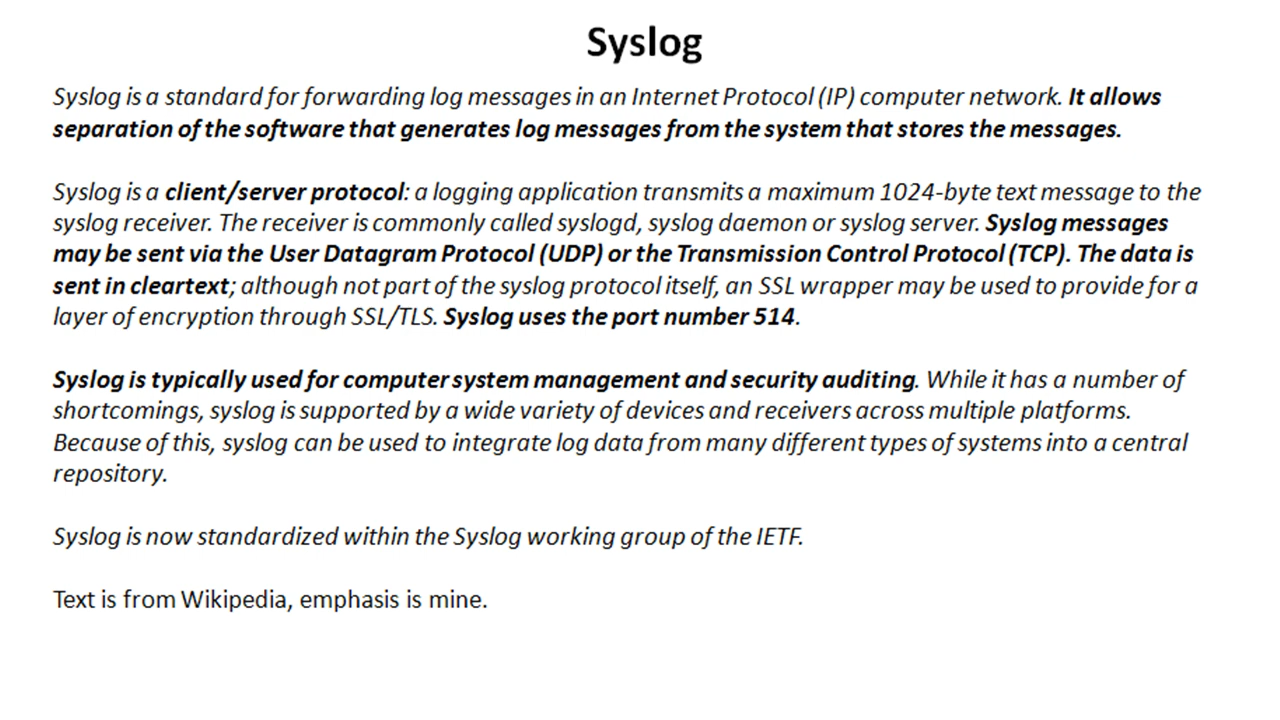 Syslog
Syslog is a standard for forwarding log messages in an Internet Protocol (IP) computer network. It allows
separation of the software that generates log messages from the system that stores the messages.
Syslog is a client/server protocol: a logging application transmits a maximum 1024-byte text message to the
syslog receiver. The receiver is commonly called syslogd, syslog daemon or syslog server. Syslog messages
may be sent via the User Datagram Protocol (UDP) or the Transmission Control Protocol (TCP). The data is
sent in cleartext; although not part of the syslog protocol itself, an SSL wrapper may be used to provide for a
layer of encryption through SSL/TLS. Syslog uses the port number 514.
Syslog is typically used for computer system management and security auditing. While it has a number of
shortcomings, syslog is supported by a wide variety of devices and receivers across multiple platforms.
Because of this, syslog can be used to integrate log data from many different types of systems into a central
repository.
Syslog is now standardized within the Syslog working group of the IETF.
Text is from Wikipedia, emphasis is mine.